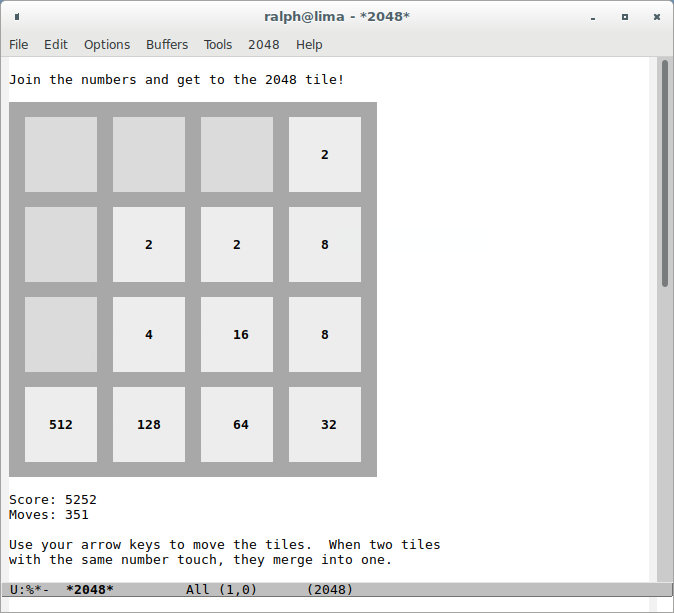 ralph@lima - *2048*
File Edit Options Buffers Tools 2048 Help
Join the numbers and get to the 2048 tile!
2
2 2 8
4 16 8
512 128 64 32
Score: 5252
Moves: 351
Use your arrow keys to move the tiles.  When two tiles
with the same number touch, they merge into one.
U:%*-  *2048*         All (1,0)      (2048)